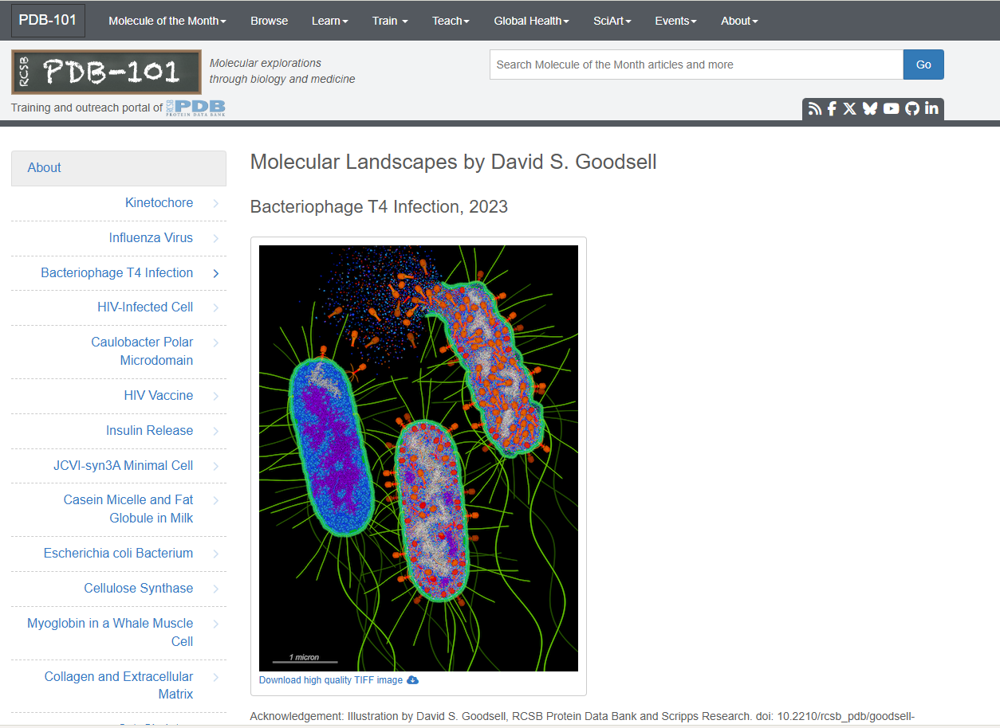 PDB-101
Molecule of the Month
Browse
Learn
Train
Teach
Global Health
SciArt
Events
About
RCSB PDB-101
Molecular explorations
through biology and medicine
Search Molecule of the Month articles and more
Go
Training and outreach portal of RCSB PDB
PROTEIN DATA BANK
About
Kinetochore
Influenza Virus
Bacteriophage T4 Infection
HIV-Infected Cell
Caulobacter Polar
Microdomain
HIV Vaccine
Insulin Release
JCVI-syn3A Minimal Cell
Casein Micelle and Fat
Globule in Milk
Escherichia coli Bacterium
Cellulose Synthase
Myoglobin in a Whale Muscle
Cell
Collagen and Extracellular
Matrix
Molecular Landscapes by David S. Goodsell
Bacteriophage T4 Infection, 2023
1 micron
Download high quality TIFF image
Acknowledgement: Illustration by David S. Goodsell, RCSB Protein Data Bank and Scripps Research. doi: 10.2210/rcsb_pdb/goodsell-